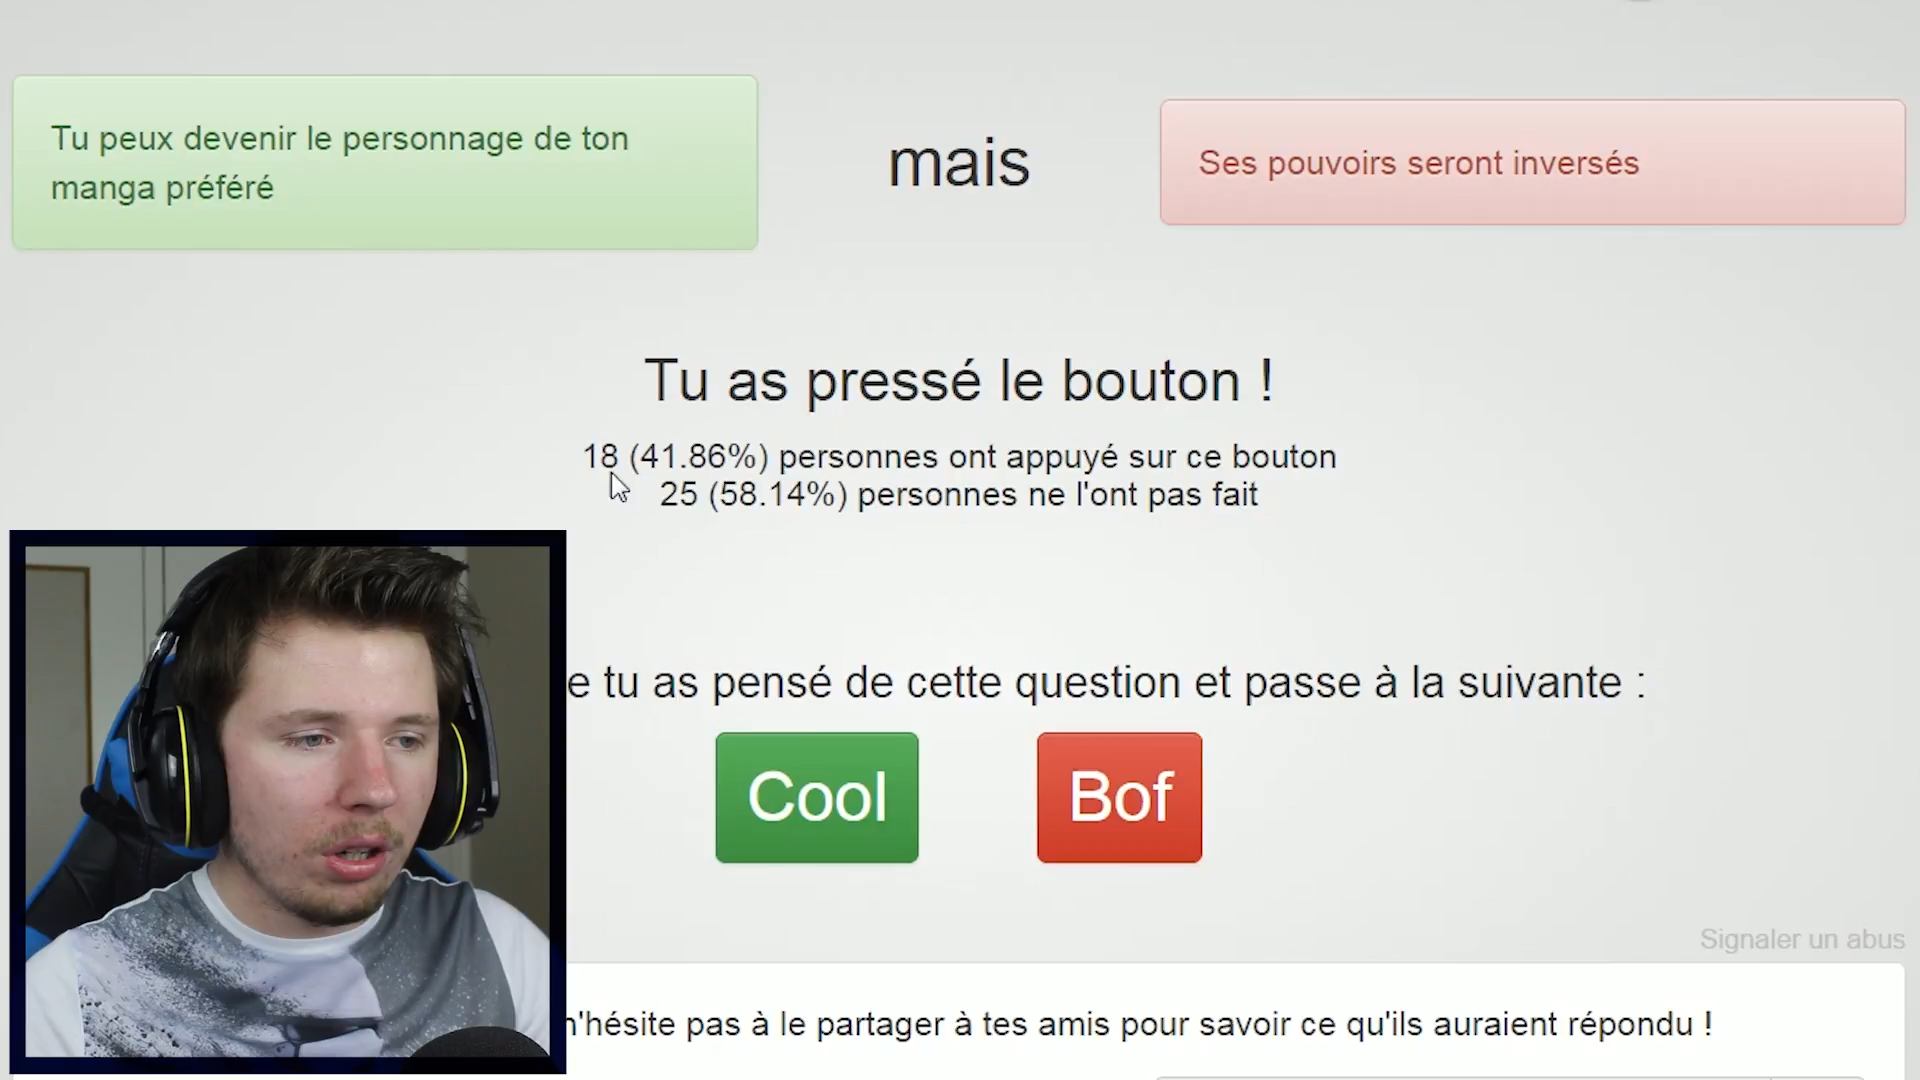 Tu peux devenir le personnage de ton
manga préféré
mais
Ses pouvoirs seront inversés
Tu as pressé le bouton !
18 (41.86%) personnes ont appuyé sur ce bouton
25 (58.14%) personnes ne l'ont pas fait
e tu as pensé de cette question et passe à la suivante :
Cool
Bof
Signaler un abus
n'hésite pas à le partager à tes amis pour savoir ce qu'ils auraient répondu !